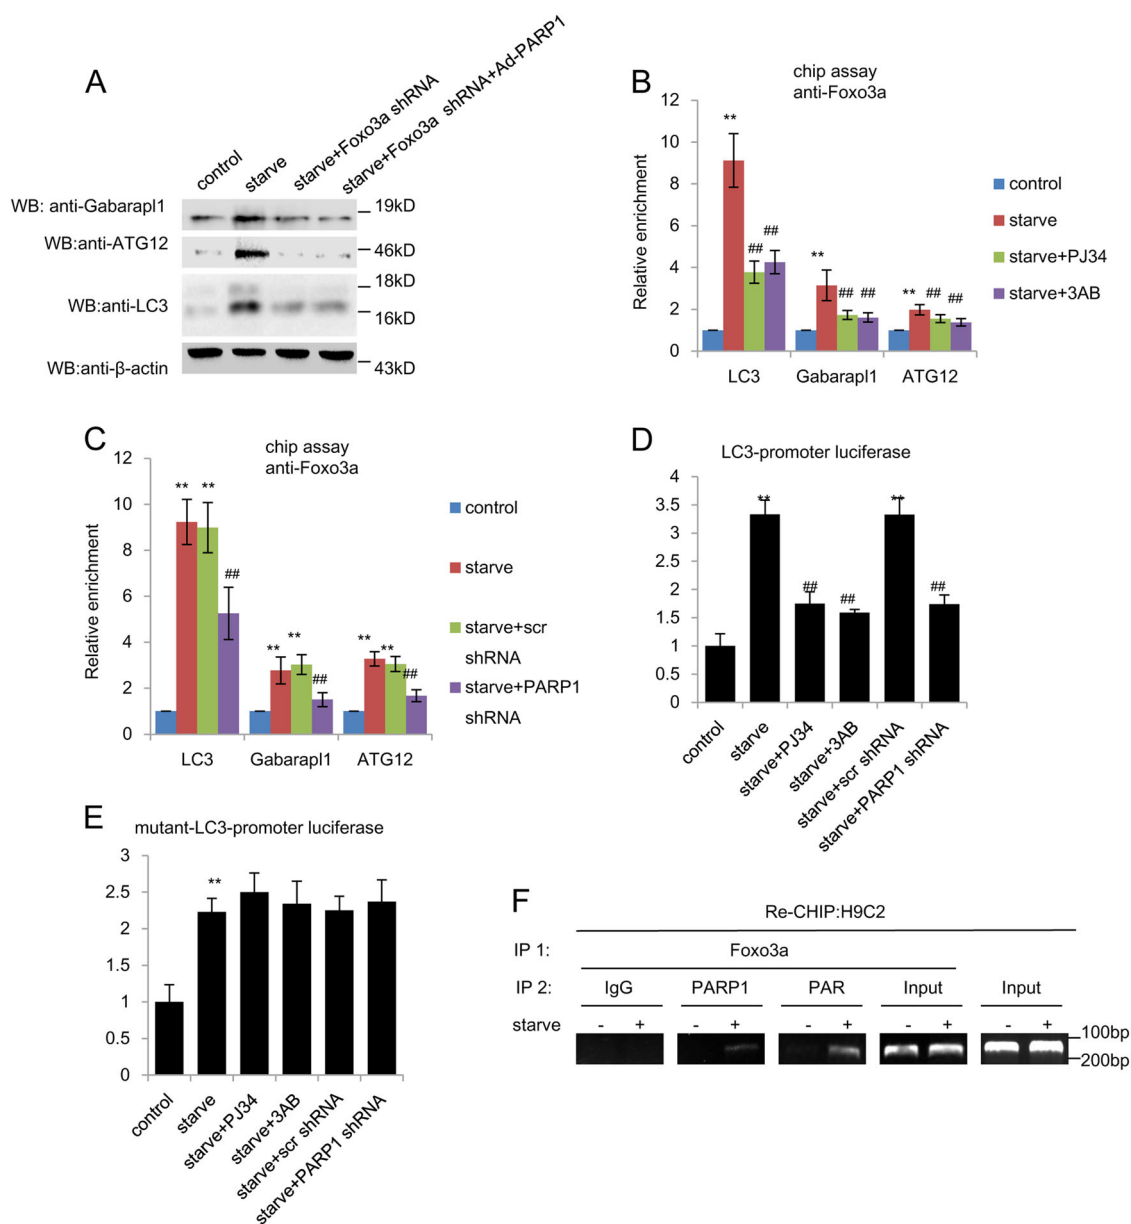 A
control
starve
starve+Foxo3a shRNA
starve+Foxo3a shRNA+Ad-PARP1
WB: anti-Gabarapl1
19kD
WB:anti-ATG12
46kD
18kD
WB:anti-LC3
16kD
WB:anti-β-actin
43kD
B
chip assay
anti-Foxo3a
Relative enrichment
12
10
8
6
4
2
0
**
##
##
**
##
##
**
##
##
LC3
Gabarapl1
ATG12
control
starve
starve+PJ34
starve+3AB
C
chip assay
anti-Foxo3a
Relative enrichment
12
10
8
6
4
2
0
**
**
##
**
**
##
**
**
##
LC3
Gabarapl1
ATG12
control
starve
starve+scr
shRNA
starve+PARP1
shRNA
D
LC3-promoter luciferase
4
3.5
3
2.5
2
1.5
1
0.5
0
**
##
##
**
##
control
starve
starve+PJ34
starve+3AB
starve+scr shRNA
starve+PARP1 shRNA
E
mutant-LC3-promoter luciferase
3
2.5
2
1.5
1
0.5
0
**
control
starve
starve+PJ34
starve+3AB
starve+scr shRNA
starve+PARP1 shRNA
F
Re-CHIP:H9C2
IP 1:
Foxo3a
IP 2:
IgG
PARP1
PAR
Input
Input
starve
- +
- +
- +
- +
- +
100bp
200bp